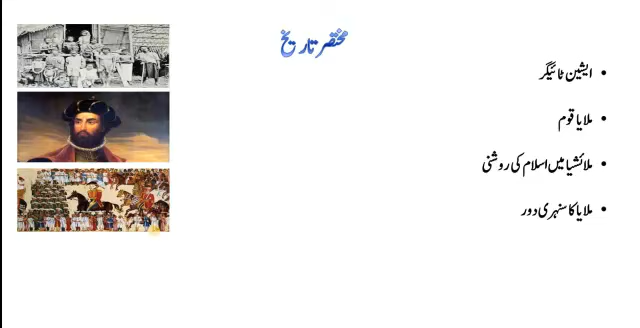 مختصر تاریخ
• ایشین ٹائیگر
• ملایا قوم
• ملائشیا میں اسلام کی روشنی
• ملایا کا سنہری دور